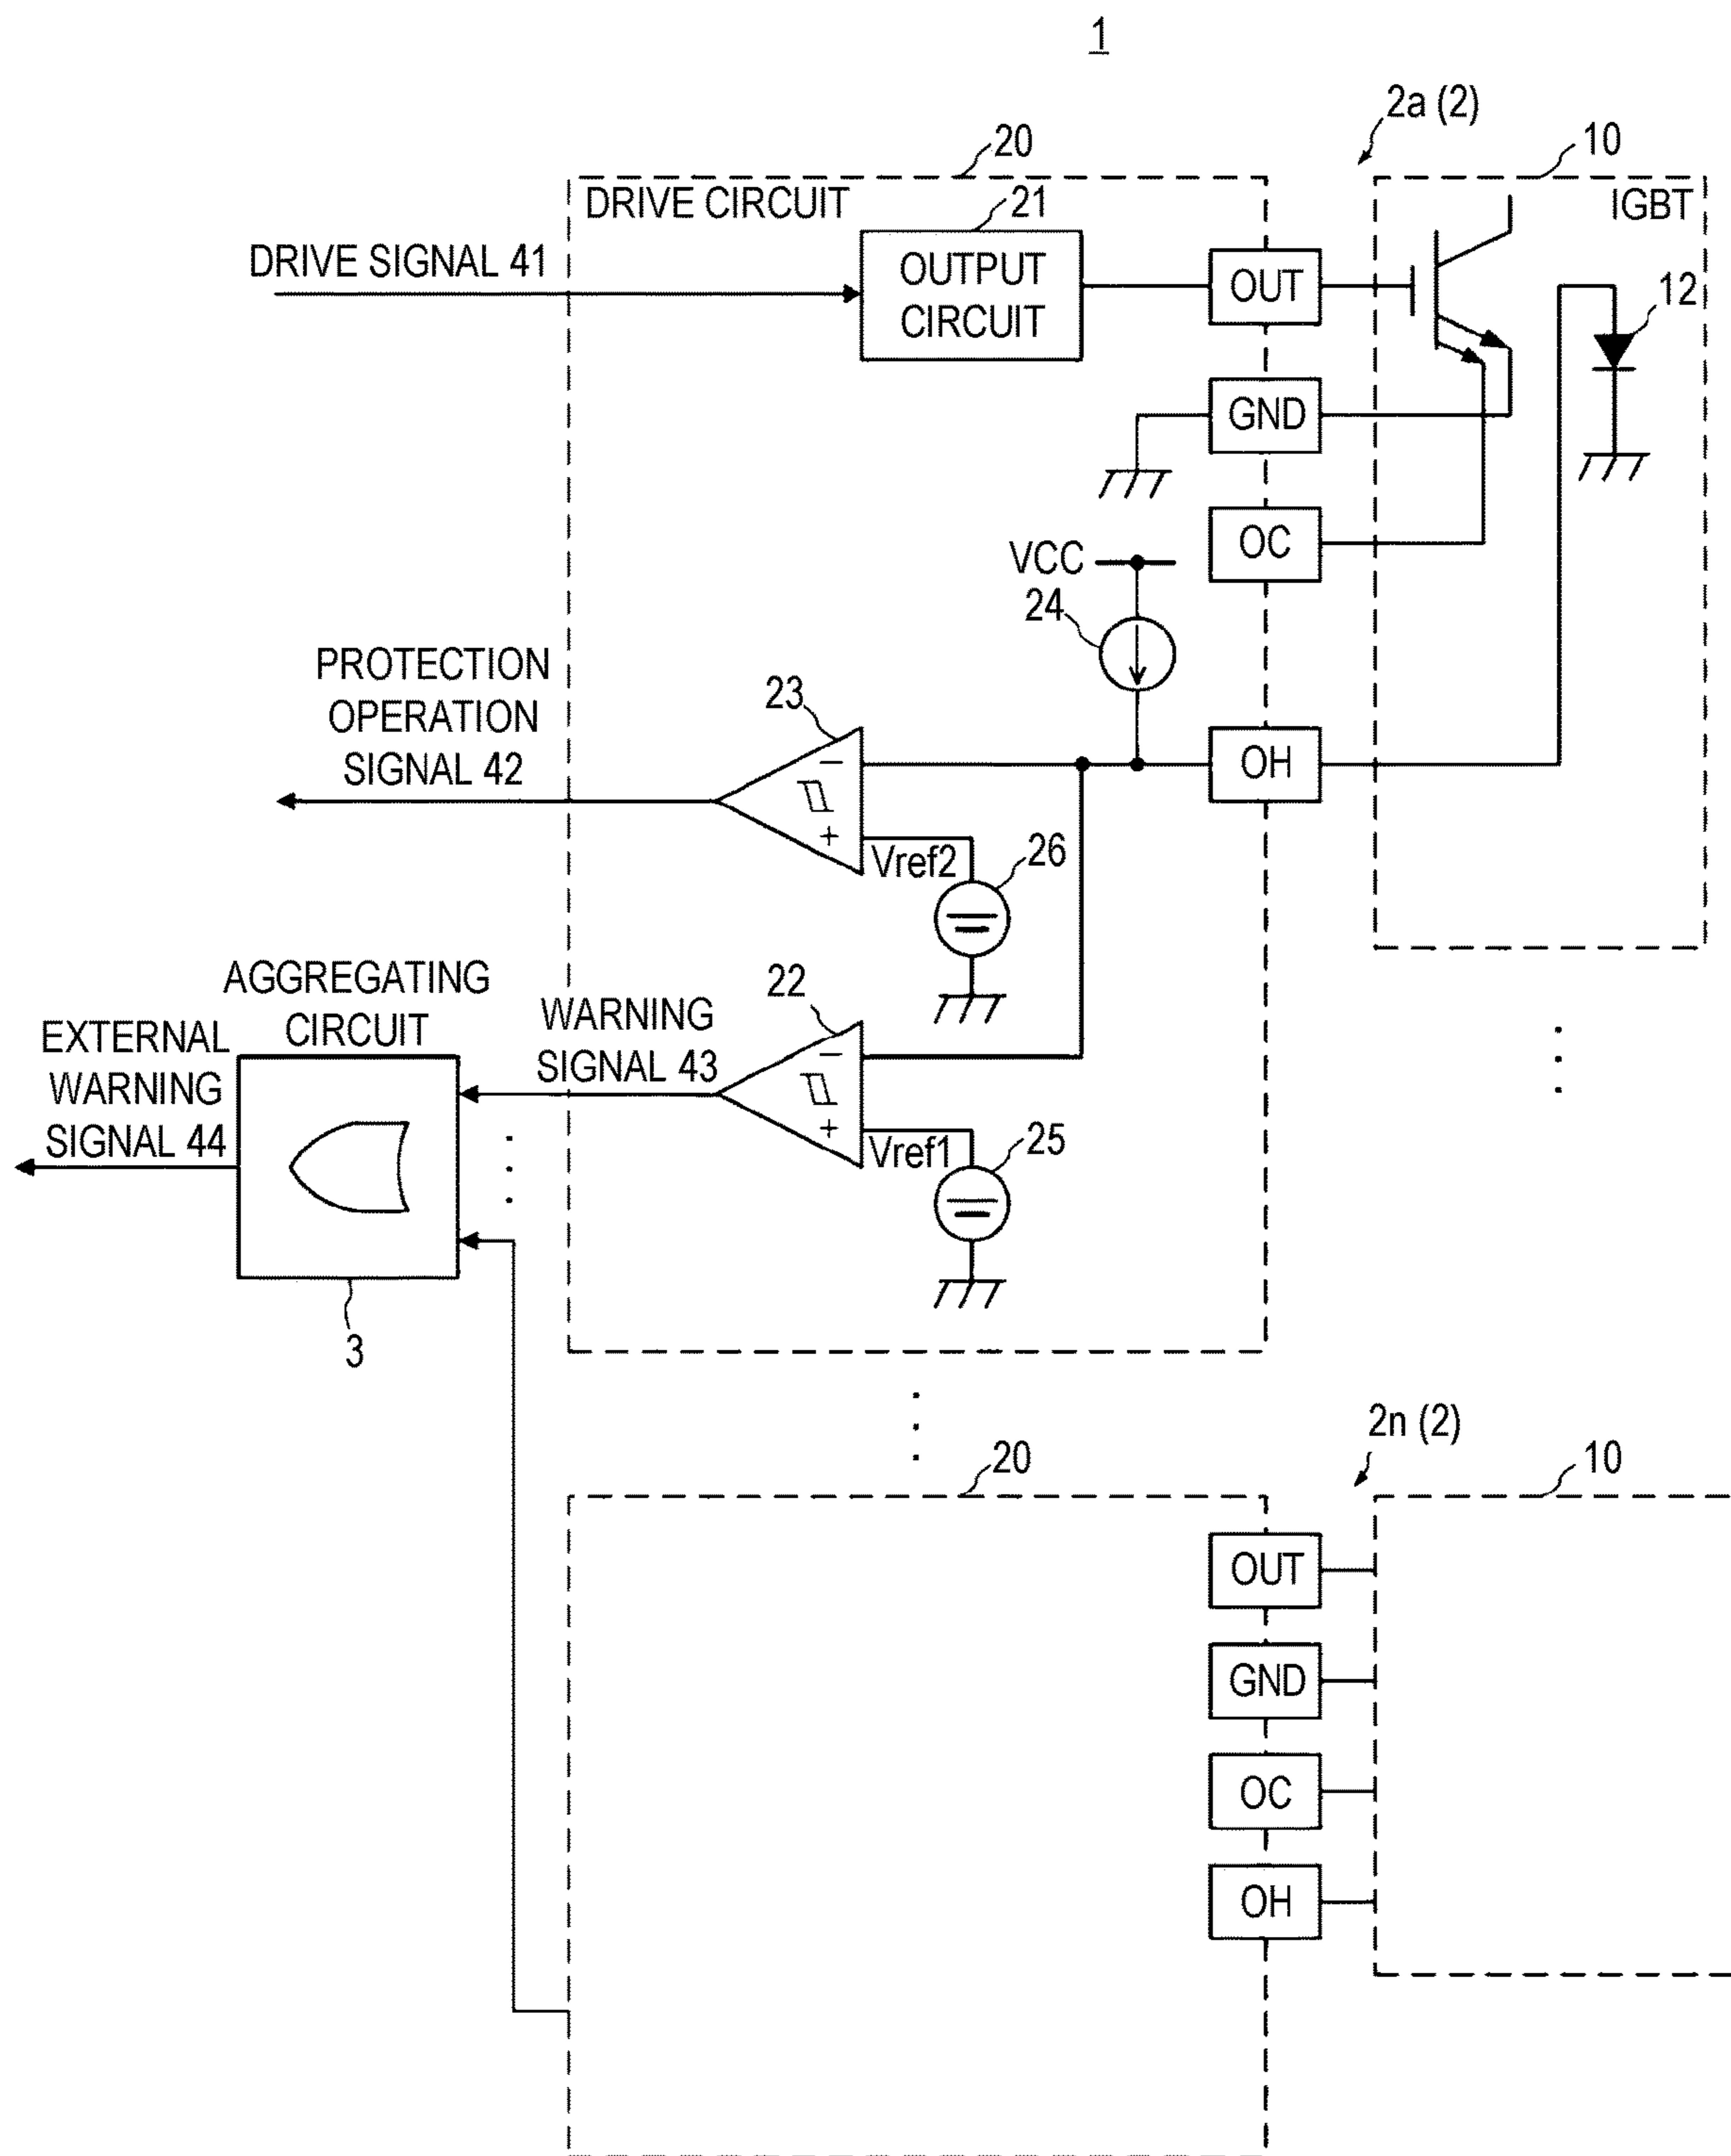 1
2a (2)
20
10
DRIVE CIRCUIT
21
IGBT
DRIVE SIGNAL 41
OUTPUT
CIRCUIT
OUT
12
GND
OC
VCC
24
PROTECTION
OPERATION
SIGNAL 42
23
−
+
OH
Vref2
26
AGGREGATING
CIRCUIT
22
EXTERNAL
WARNING
SIGNAL 44
WARNING
SIGNAL 43
−
+
Vref1
25
3
2n (2)
20
10
OUT
GND
OC
OH